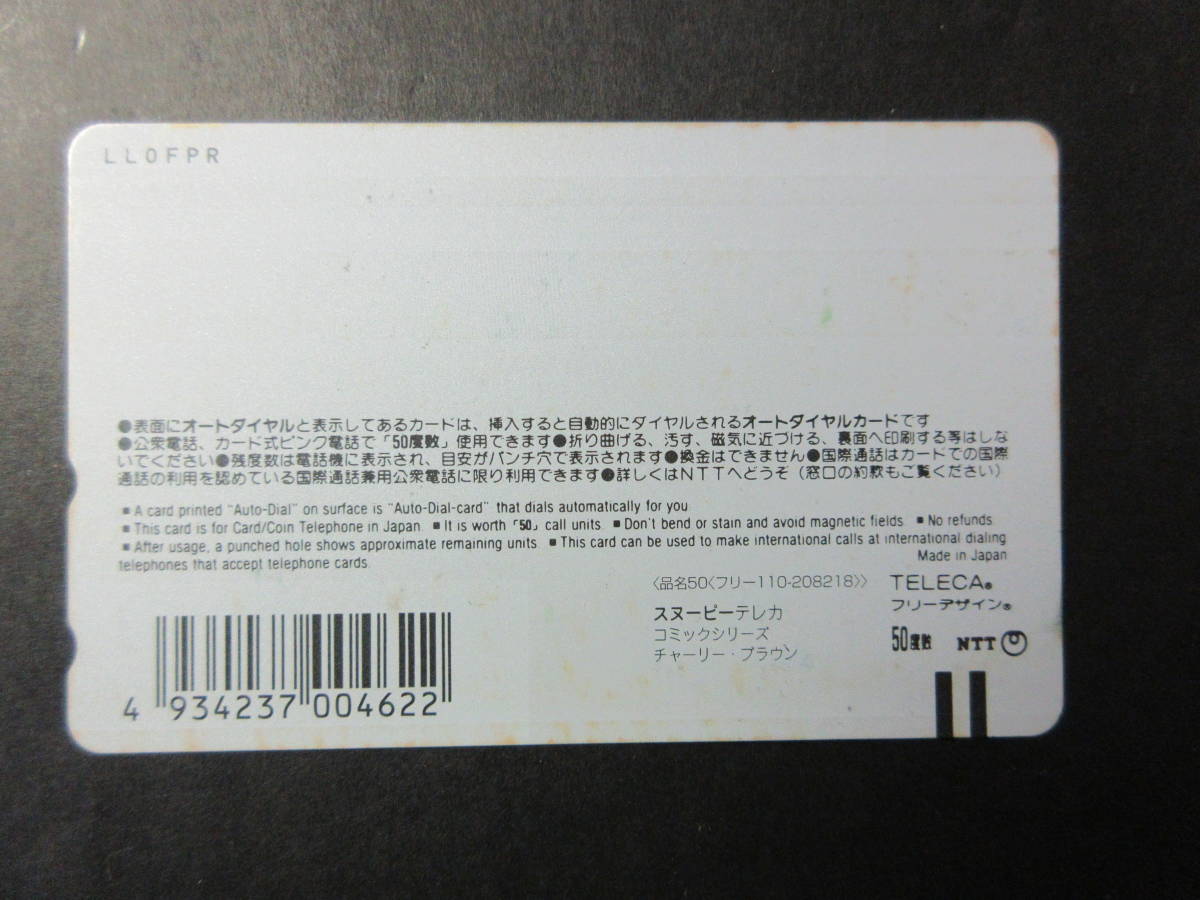 LL0FPR
●表面にオートダイヤルと表示してあるカードは、挿入すると自動的にダイヤルされるオートダイヤルカードです
●公衆電話、カード式ピンク電話で「50度数」使用できます●折り曲げる、汚す、磁気に近づける、裏面へ印刷する等はしな
いでください●残度数は電話機に表示され、目安がパンチ穴で表示されます●換金はできません●国際通話はカードでの国際
通話の利用を認めている国際通話兼用公衆電話に限り利用できます●詳しくはNTTへどうぞ（窓口の約款もご覧ください）
■ A card printed "Auto-Dial" on surface is "Auto-Dial-card" that dials automatically for you
■ This card is for Card/Coin Telephone in Japan ■ It is worth「50」call units ■ Don't bend or stain and avoid magnetic fields ■ No refunds
■ After usage, a punched hole shows approximate remaining units ■ This card can be used to make international calls at international dialing
telephones that accept telephone cards
Made in Japan
〈品名50〈フリー110-208218〉〉
スヌーピーテレカ
コミックシリーズ
チャーリー・ブラウン
TELECA®
フリーデザイン®
50度数 NTT
4 934237 004622